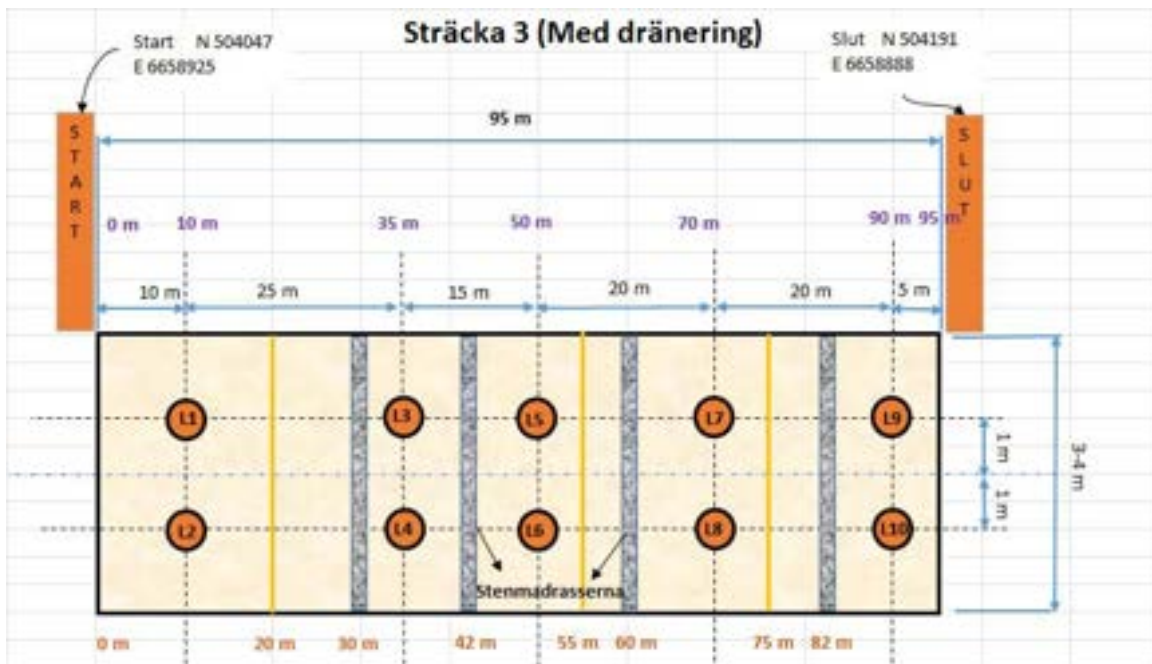 Sträcka 3 (Med dränering)
Start N 504047
E 6658925
Slut N 504191
E 6658888
START
SLUT
95 m
0 m 10 m 35 m 50 m 70 m 90 m 95 m
10 m 25 m 15 m 20 m 20 m 5 m
L1 L3 L5 L7 L9
1 m
3-4 m
1 m
L2 L4 L6 L8 L10
Stenmadrasserna
0 m 20 m 30 m 42 m 55 m 60 m 75 m 82 m